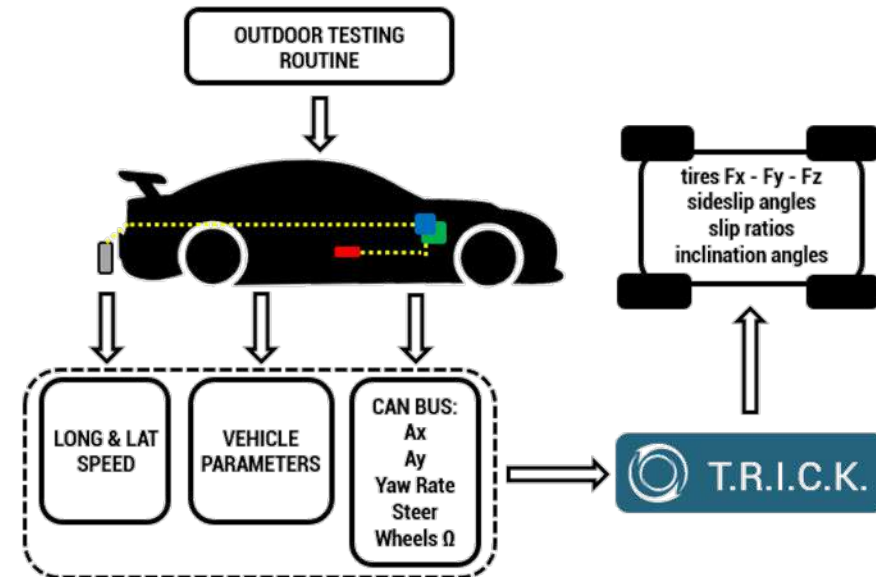 OUTDOOR TESTING
ROUTINE
tires Fx - Fy - Fz
sideslip angles
slip ratios
inclination angles
LONG & LAT
SPEED
VEHICLE
PARAMETERS
CAN BUS:
Ax
Ay
Yaw Rate
Steer
Wheels Ω
T.R.I.C.K.